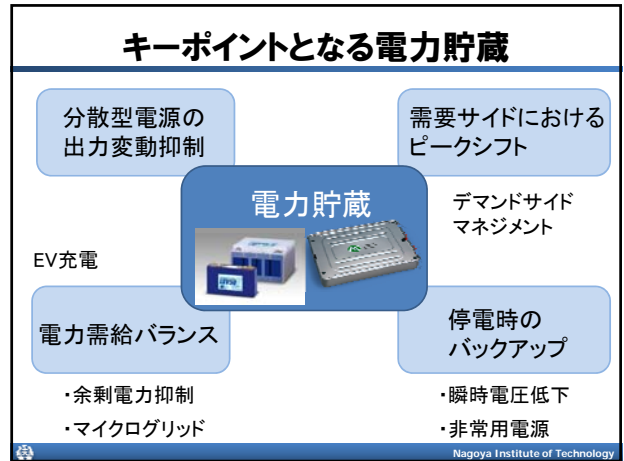 キーポイントとなる電力貯蔵
分散型電源の
出力変動抑制
需要サイドにおける
ピークシフト
電力貯蔵
デマンドサイド
マネジメント
EV充電
電力需給バランス
停電時の
バックアップ
・余剰電力抑制
・マイクログリッド
・瞬時電圧低下
・非常用電源
Nagoya Institute of Technology